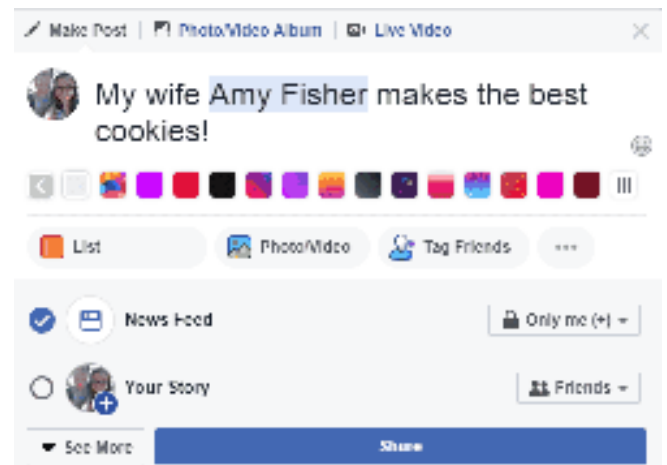 Make Post | Photo/Video Album | Live Video
My wife Amy Fisher makes the best
cookies!
List Photo/Video Tag Friends
News Feed Only me (+)
Your Story Friends
See More Share